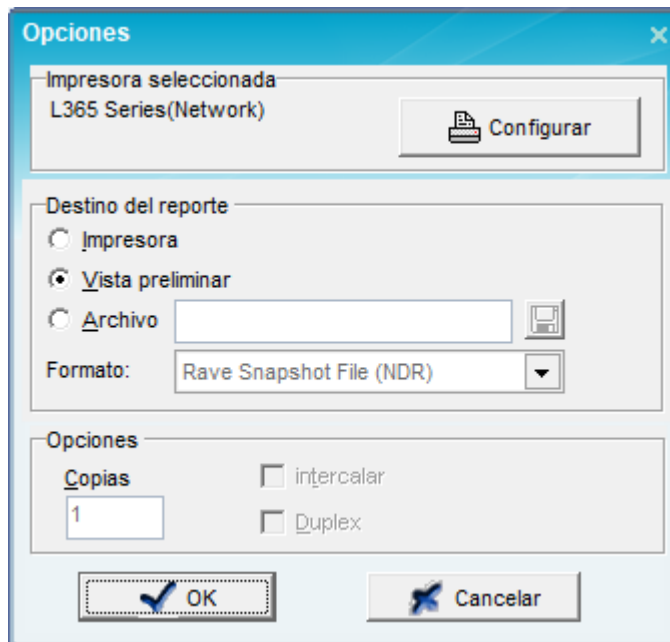 Opciones
Impresora seleccionada
L365 Series(Network)
Configurar
Destino del reporte
Impresora
Vista preliminar
Archivo
Formato: Rave Snapshot File (NDR)
Opciones
Copias
intercalar
1
Duplex
OK
Cancelar